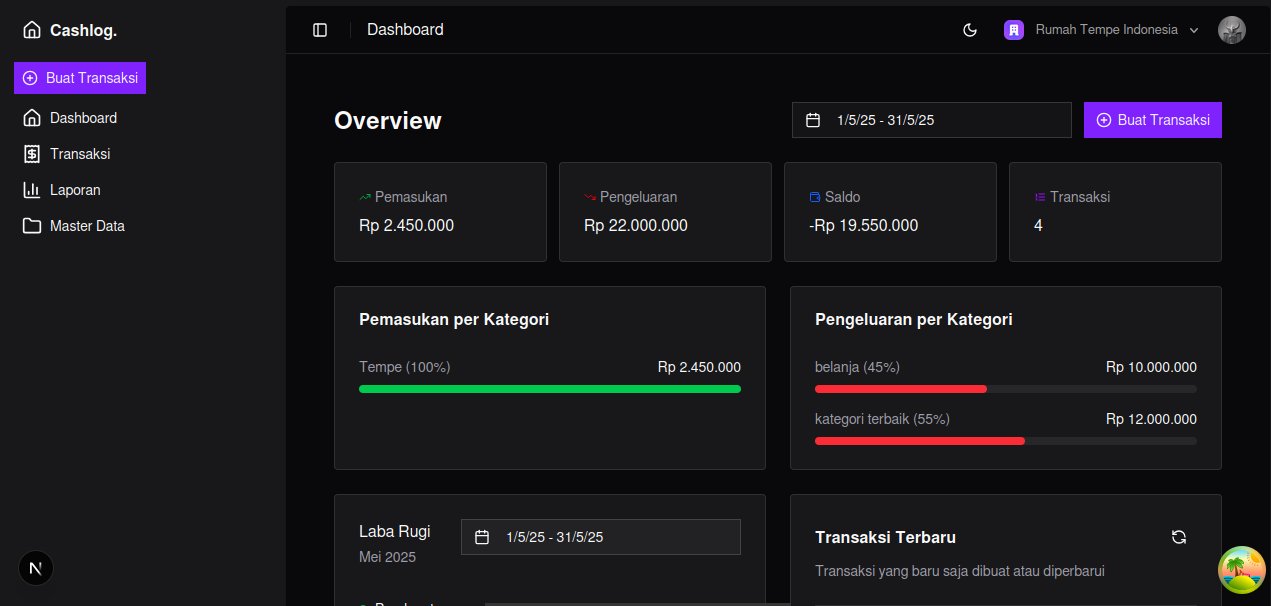 Cashlog.
Buat Transaksi
Dashboard
Transaksi
Laporan
Master Data
Dashboard
Rumah Tempe Indonesia
Overview
1/5/25 - 31/5/25
Buat Transaksi
Pemasukan
Rp 2.450.000
Pengeluaran
Rp 22.000.000
Saldo
-Rp 19.550.000
Transaksi
4
Pemasukan per Kategori
Tempe (100%) Rp 2.450.000
Pengeluaran per Kategori
belanja (45%) Rp 10.000.000
kategori terbaik (55%) Rp 12.000.000
Laba Rugi
Mei 2025
1/5/25 - 31/5/25
Transaksi Terbaru
Transaksi yang baru saja dibuat atau diperbarui
N